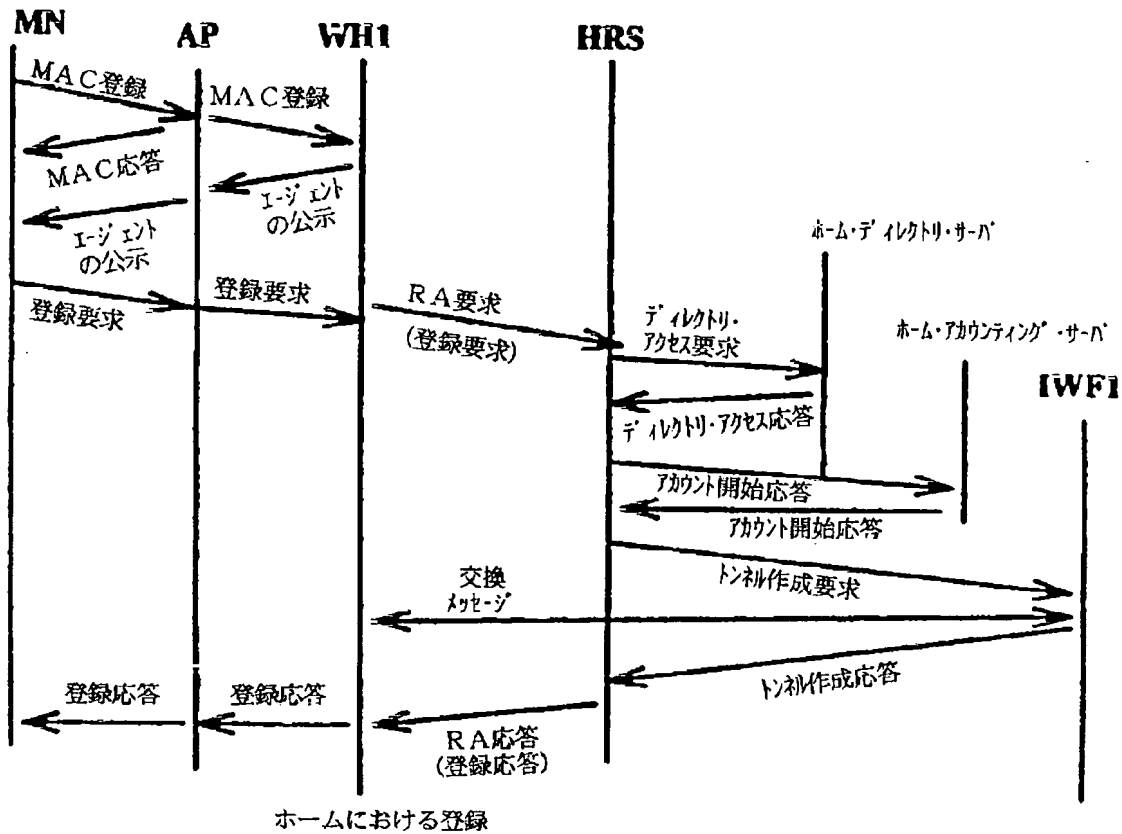 MN
AP
WH1
HRS
MAC登録
MAC登録
MAC応答
エージェント
の公示
エージェント
の公示
ホーム・ディレクトリ・サーバ
登録要求
登録要求
RA要求
(登録要求)
ディレクトリ・
アクセス要求
ホーム・アカウンティング・サーバ
IWF1
ディレクトリ・アクセス応答
アカウント開始応答
アカウント開始応答
トンネル作成要求
交換
メッセージ
トンネル作成応答
登録応答
登録応答
RA応答
(登録応答)
ホームにおける登録